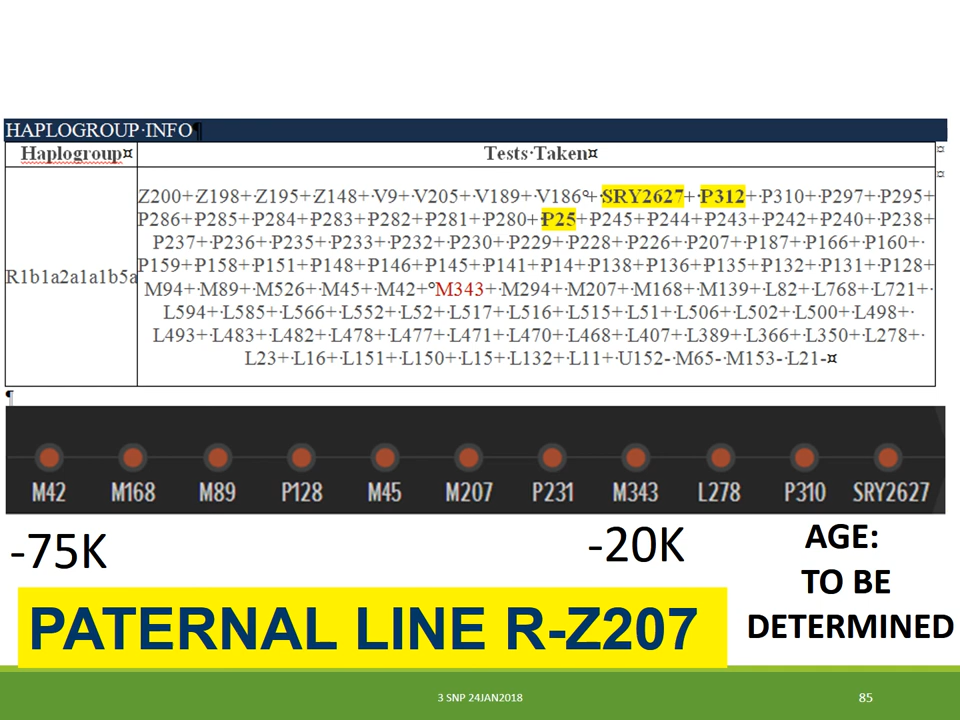 HAPLOGROUP·INFO¶
Haplogroup¤
Tests·Taken¤
¤
¤
R1b1a2a1a1b5a
Z200+·Z198+·Z195+·Z148+·V9+·V205+·V189+·V186°+·SRY2627+·P312+·P310+·P297+·P295+
P286+·P285+·P284+·P283+·P282+·P281+·P280+·P25+·P245+·P244+·P243+·P242+·P240+·P238+
P237+·P236+·P235+·P233+·P232+·P230+·P229+·P228+·P226+·P207+·P187+·P166+·P160+·
P159+·P158+·P151+·P148+·P146+·P145+·P141+·P14+·P138+·P136+·P135+·P132+·P131+·P128+
M94+·M89+·M526+·M45+·M42+°M343+·M294+·M207+·M168+·M139+·L82+·L768+·L721+·
L594+·L585+·L566+·L552+·L52+·L517+·L516+·L515+·L51+·L506+·L502+·L500+·L498+·
L493+·L483+·L482+·L478+·L477+·L471+·L470+·L468+·L407+·L389+·L366+·L350+·L278+·
L23+·L16+·L151+·L150+·L15+·L132+·L11+·U152-·M65-·M153-·L21-¤
¶
M42 M168 M89 P128 M45 M207 P231 M343 L278 P310 SRY2627
-75K
-20K
AGE:
TO BE
DETERMINED
PATERNAL LINE R-Z207
3 SNP 24JAN2018
85